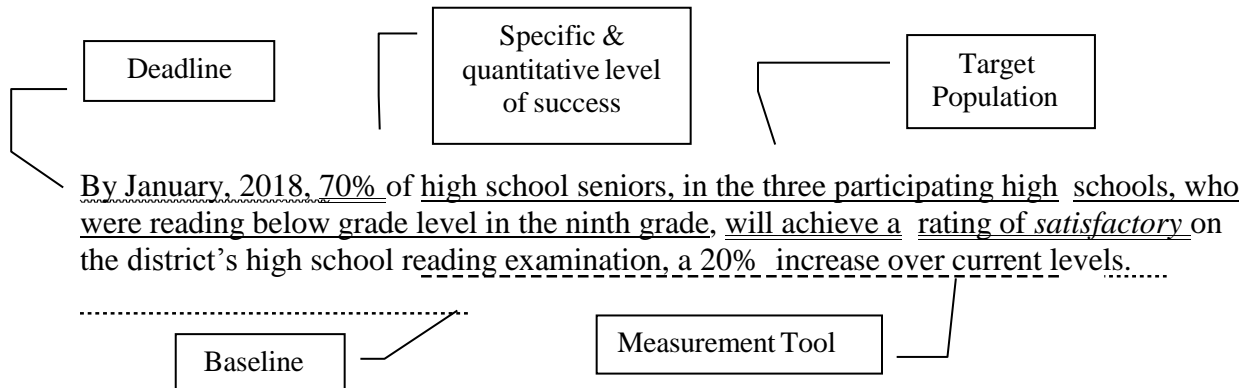 Deadline
Specific &
quantitative level
of success
Target
Population
By January, 2018, 70% of high school seniors, in the three participating high schools, who
were reading below grade level in the ninth grade, will achieve a rating of satisfactory on
the district’s high school reading examination, a 20% increase over current levels.
Baseline
Measurement Tool